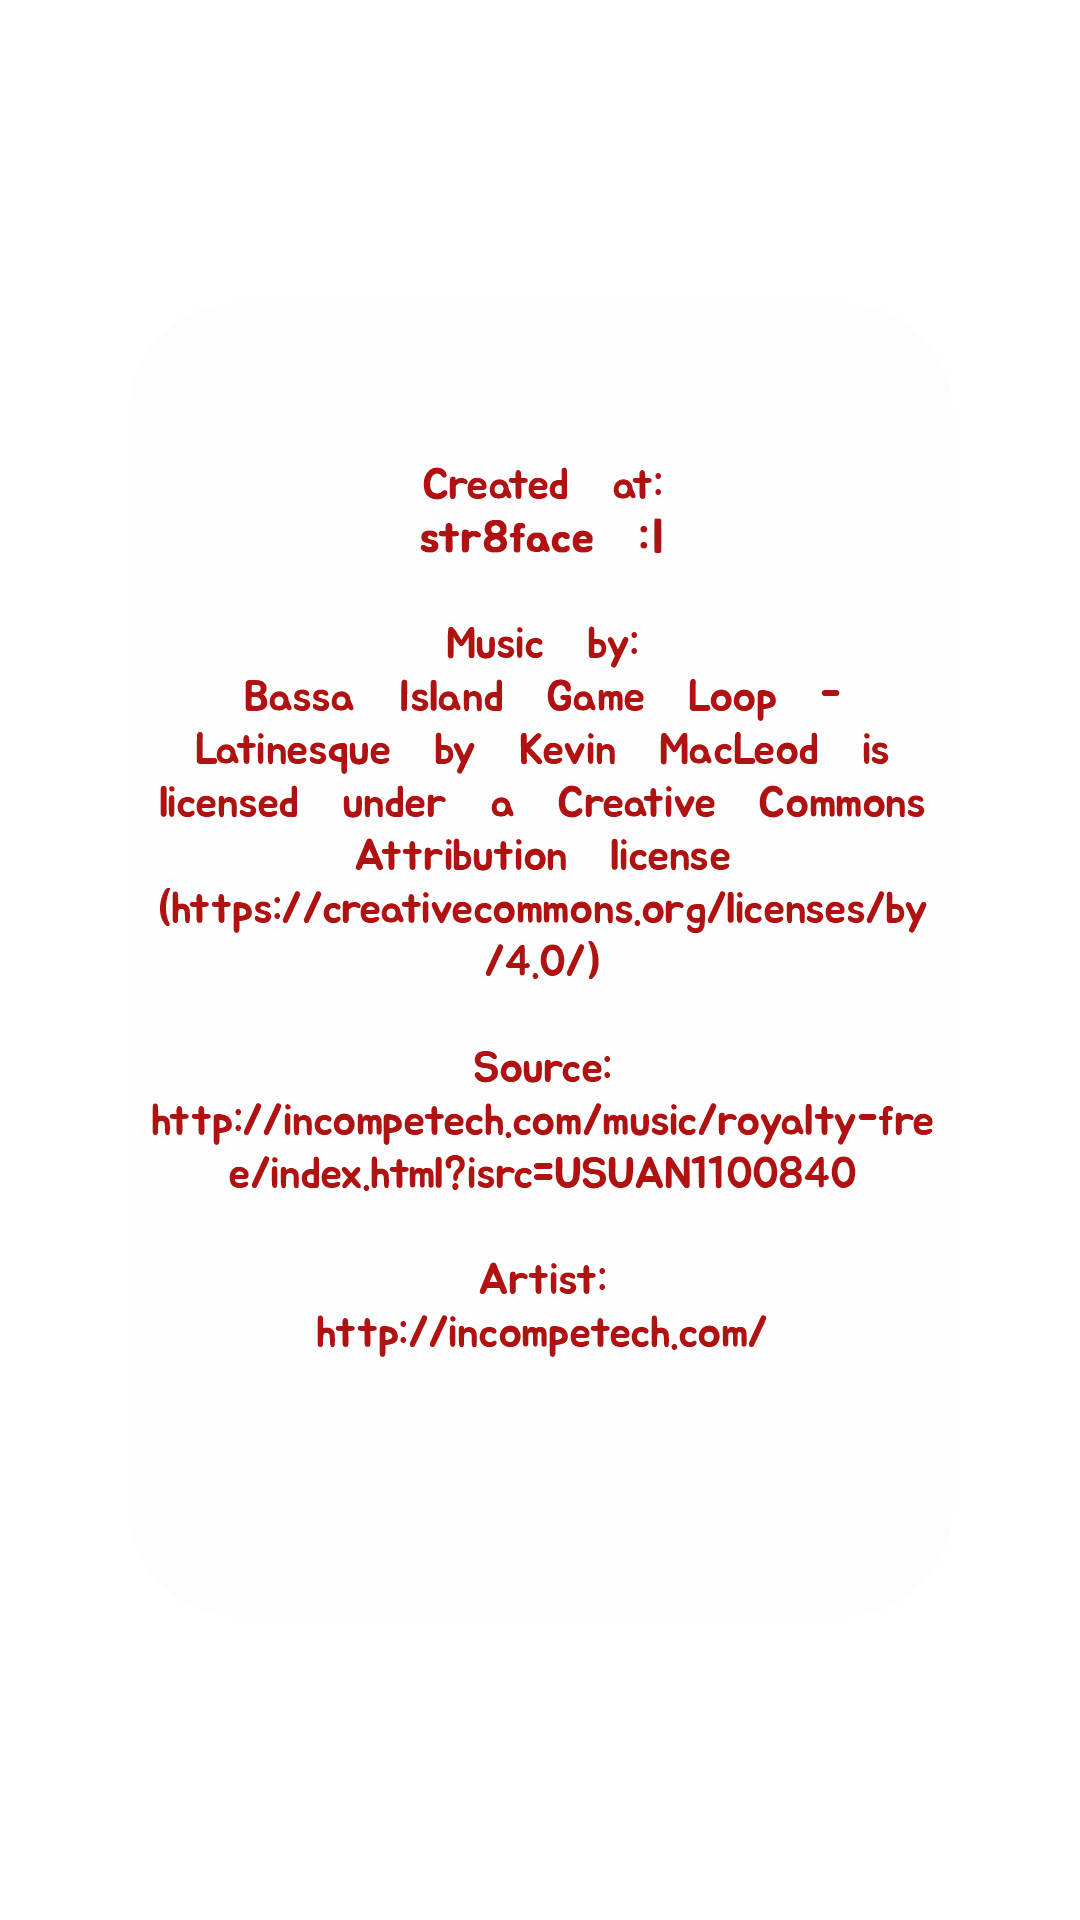 Created at:
str8face :|
Music by:
Bassa Island Game Loop -
Latinesque by Kevin MacLeod is
licensed under a Creative Commons
Attribution license
(https://creativecommons.org/licenses/by
/4.0/)
Source:
http://incompetech.com/music/royalty-fre
e/index.html?isrc=USUAN1100840
Artist:
http://incompetech.com/